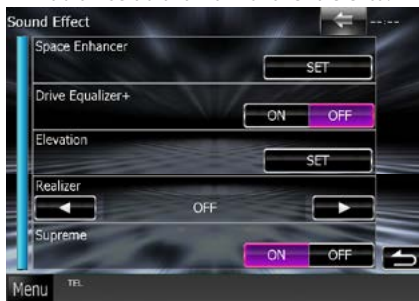 Sound Effect
--:--
Space Enhancer
SET
Drive Equalizer+
ON OFF
Elevation
SET
Realizer
OFF
Supreme
ON OFF
Menu TEL